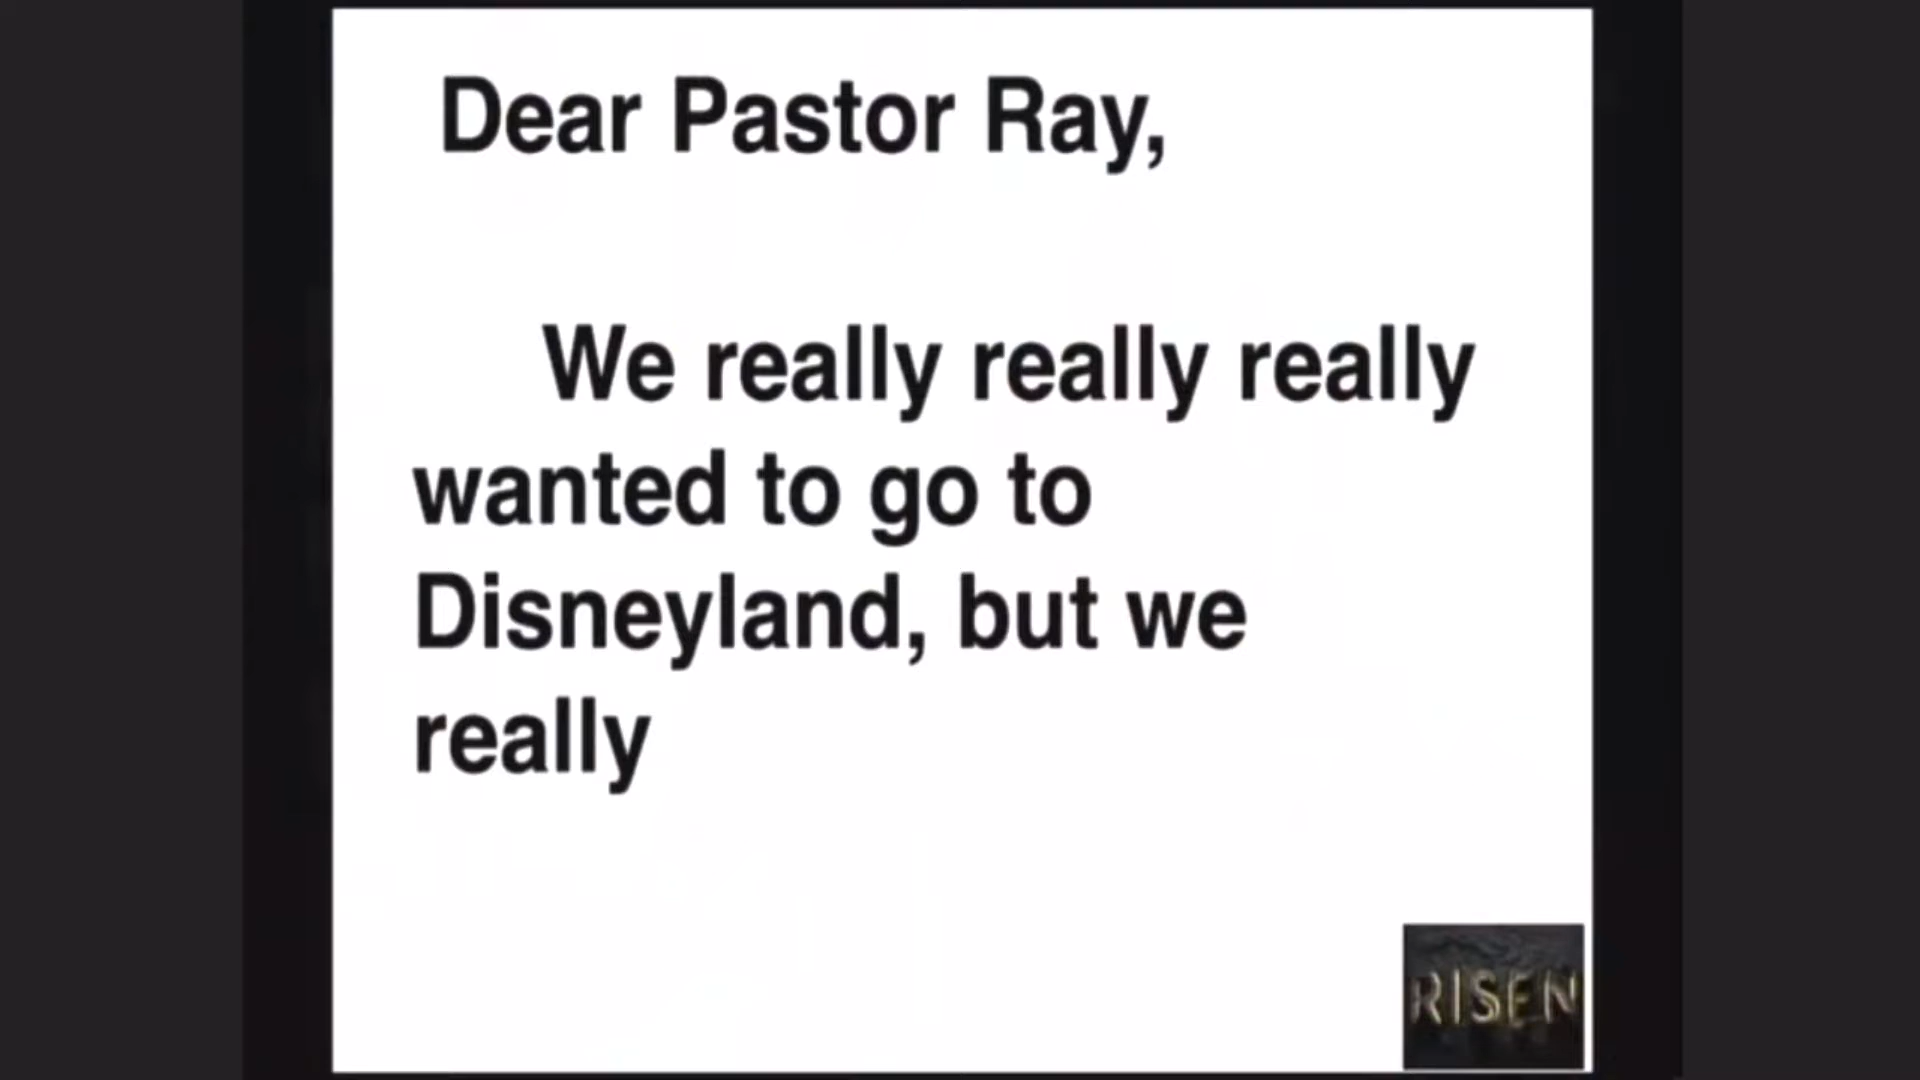 Dear Pastor Ray,
We really really really
wanted to go to
Disneyland, but we
really
RISEN